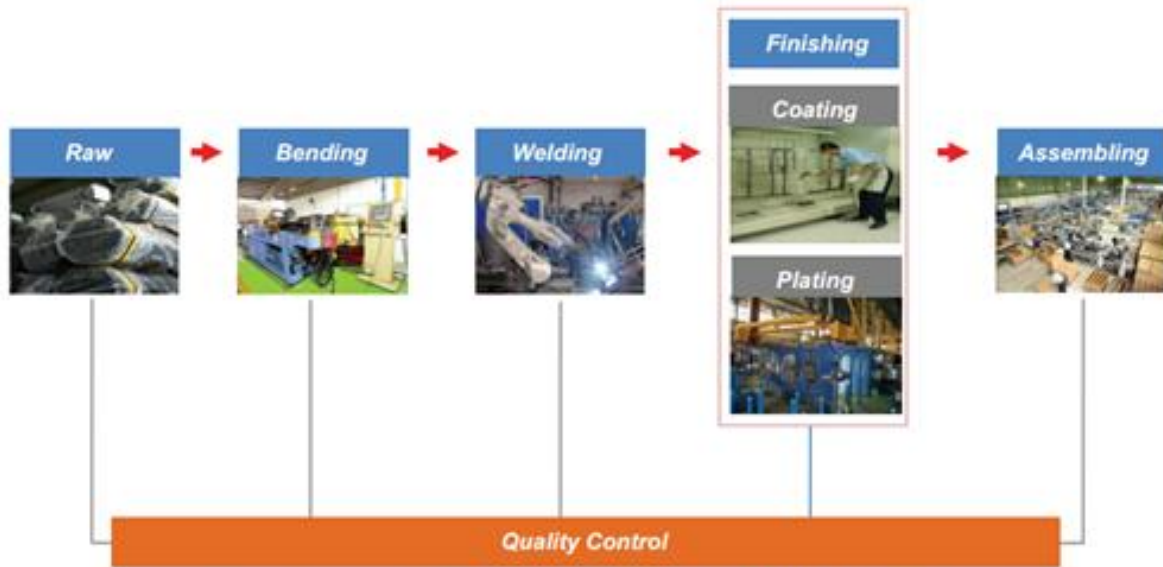 Finishing
Coating
Raw
Bending
Welding
Assembling
Plating
Quality Control